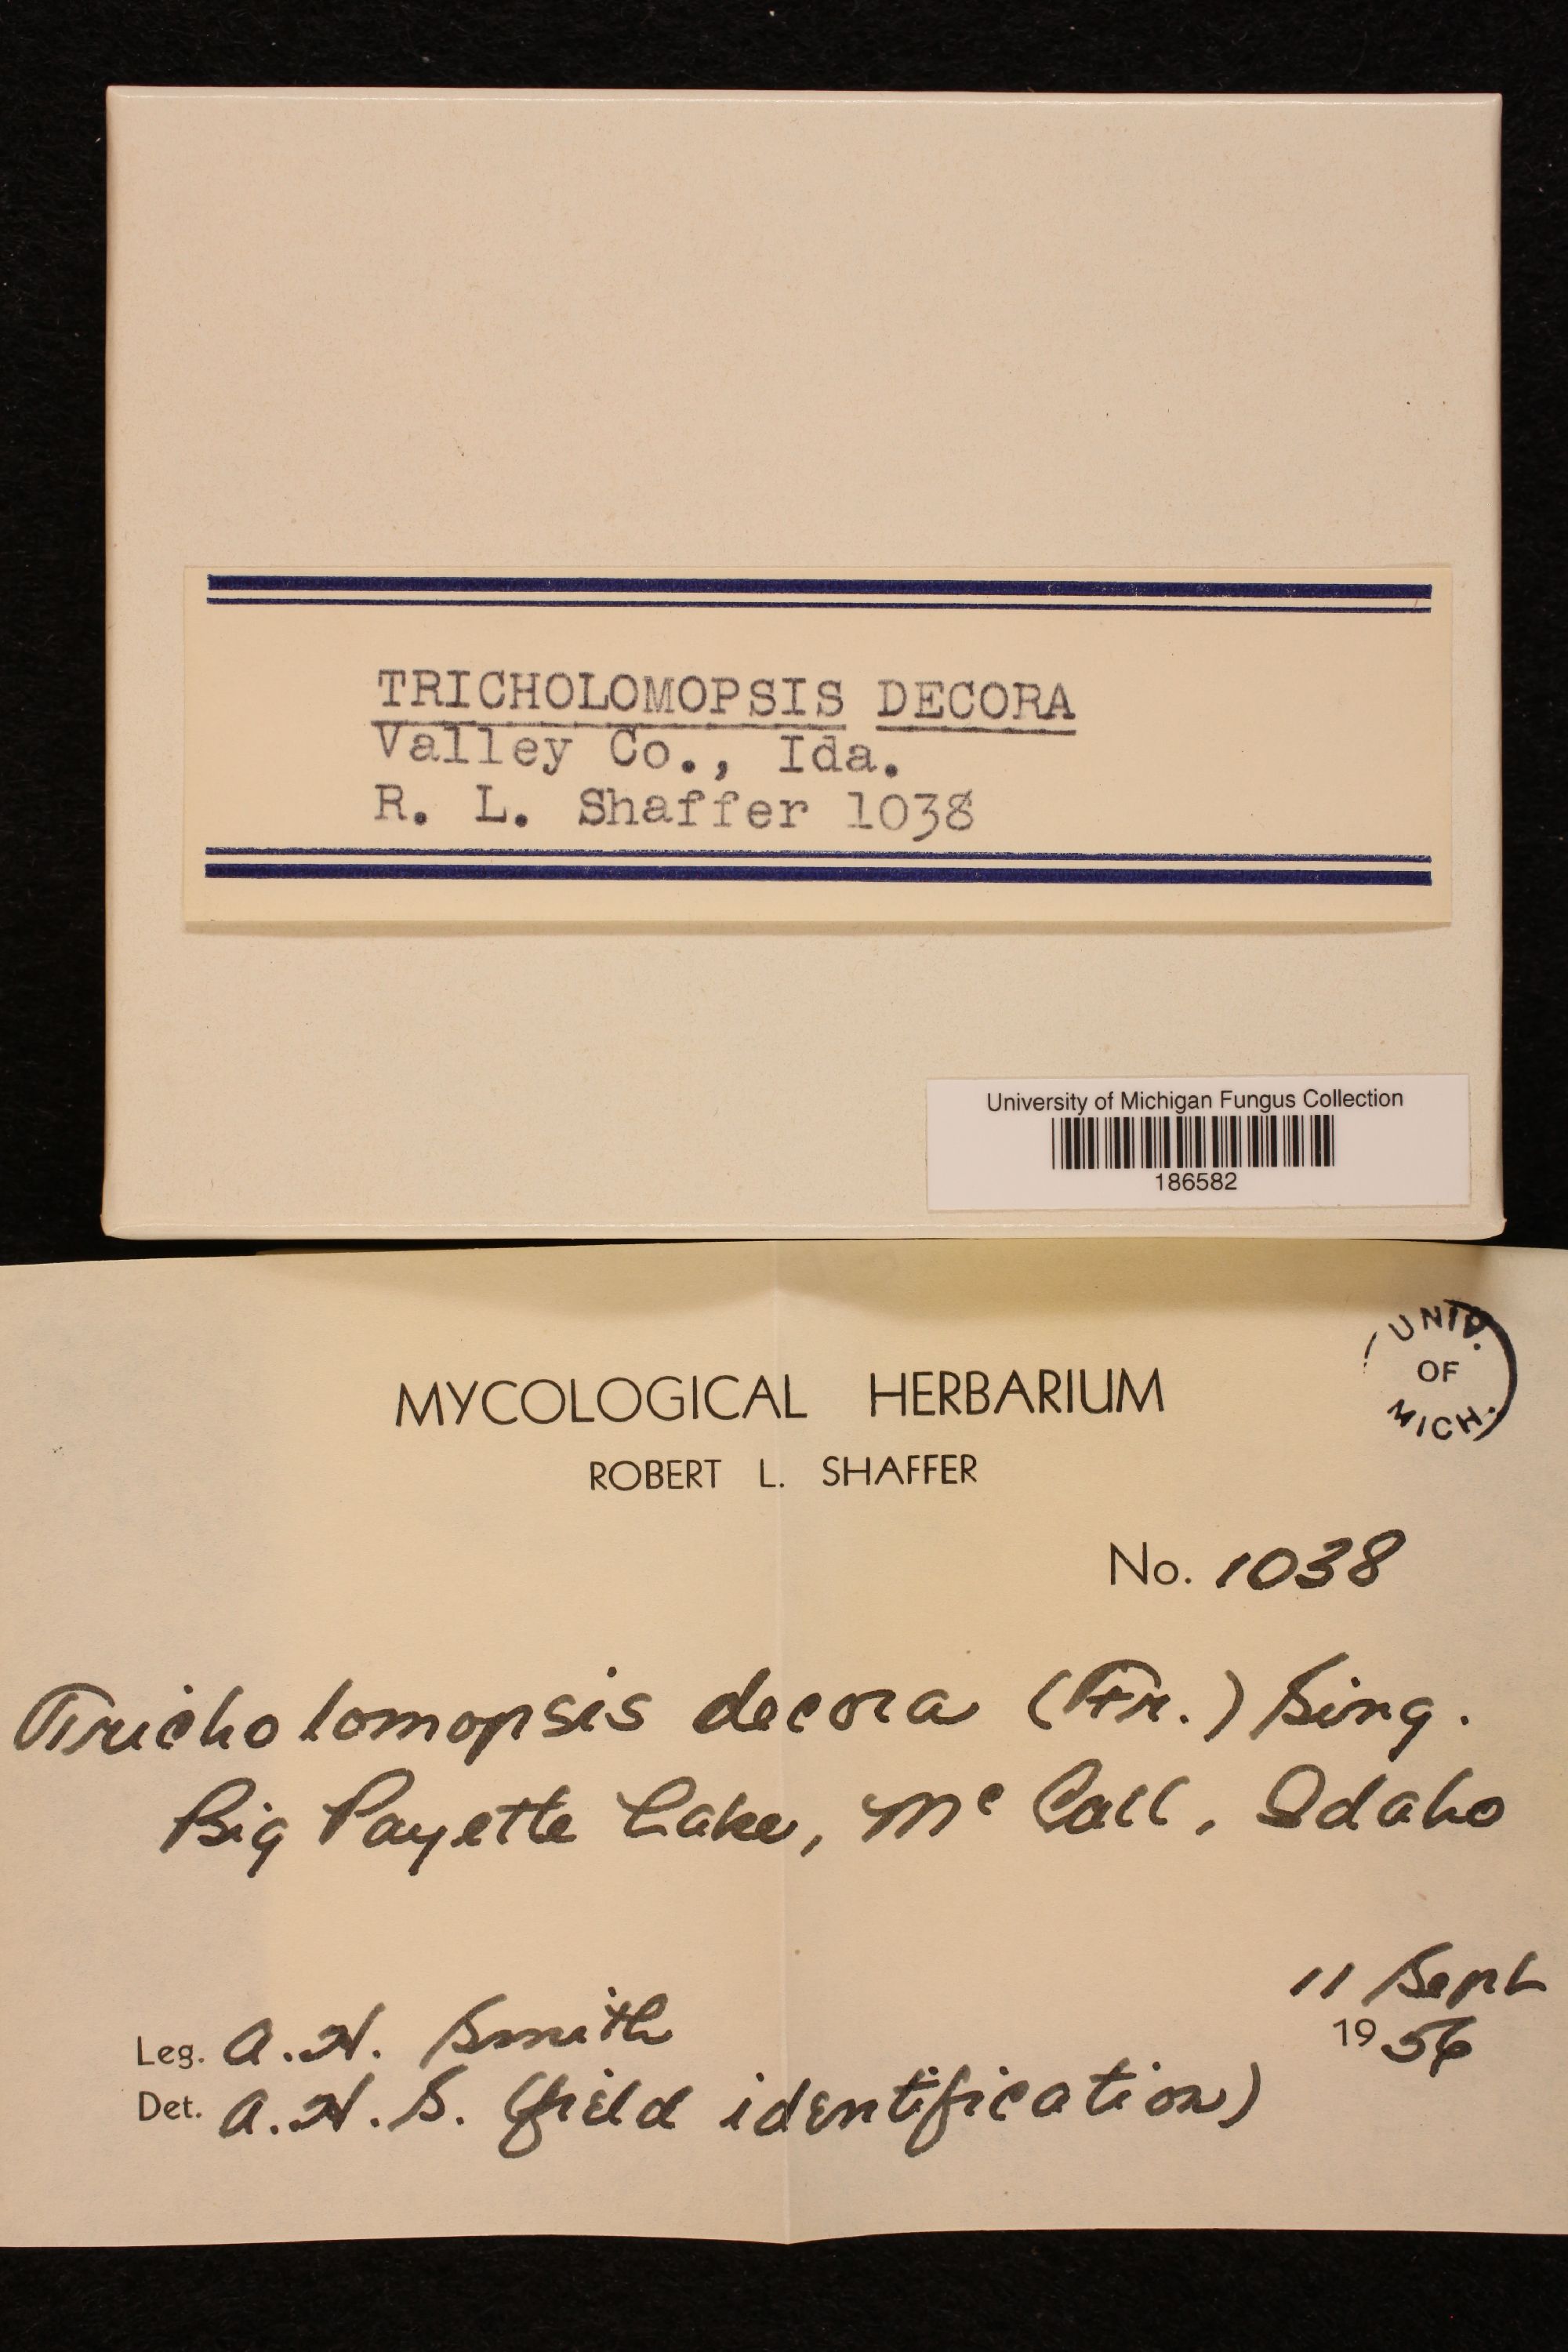 TRICHOLOMOPSIS DECORA
Valley Co., Ida.
R. L. Shaffer 1038
University of Michigan Fungus Collection
186582
UNIV.
OF
MICH.
MYCOLOGICAL HERBARIUM
ROBERT L. SHAFFER
No. 1038
Tricholomopsis decora (Fr.) Sing.
Big Payette Lake, Mc Call, Idaho
11 Sept
1956
Leg. A.H. Smith
Det. A.H.S. (field identification)